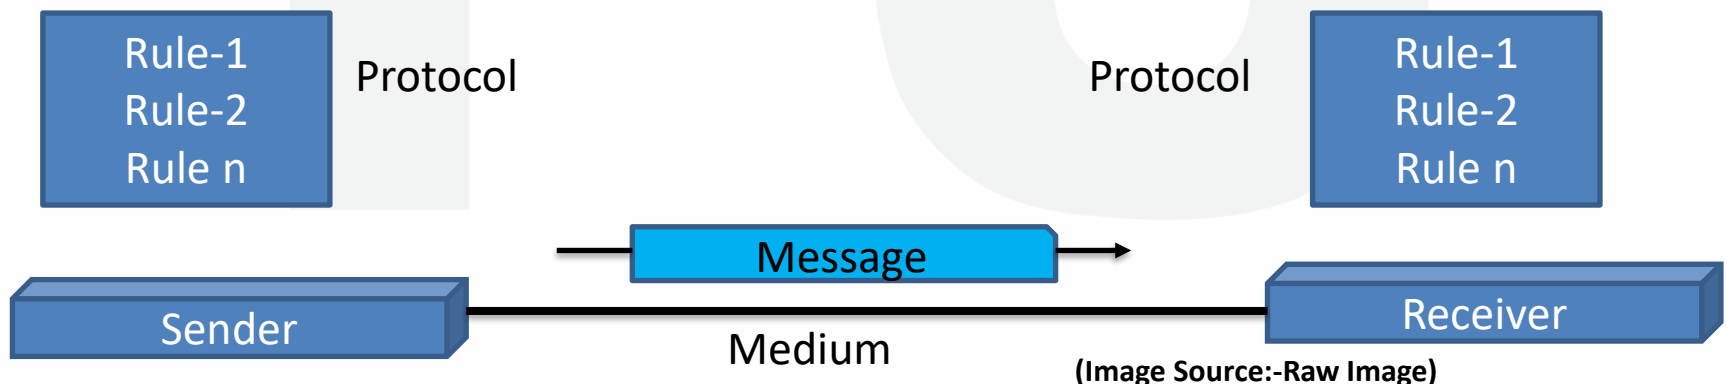 Rule-1
Rule-2
Rule n
Protocol
Protocol
Rule-1
Rule-2
Rule n
Message
Sender
Medium
Receiver
(Image Source:-Raw Image)